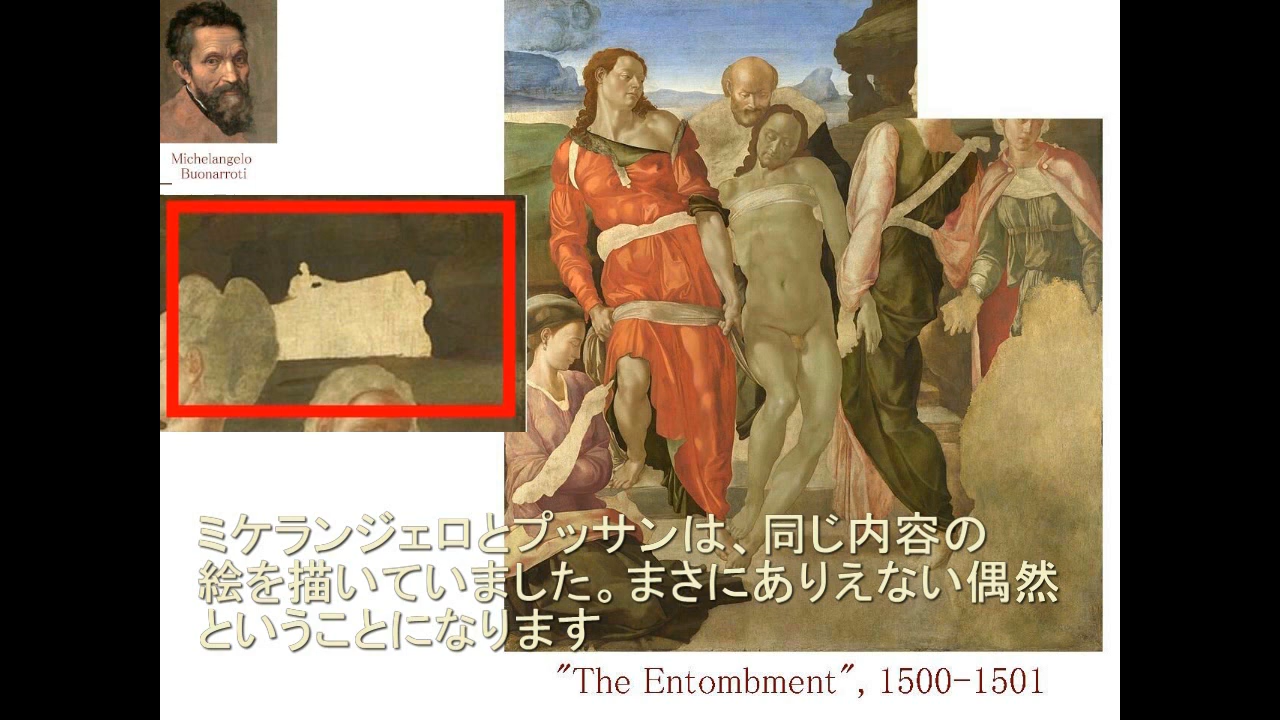 Michelangelo
Buonarroti
ミケランジェロとプッサンは、同じ内容の
絵を描いていました。まさにありえない偶然
ということになります
"The Entombment", 1500-1501